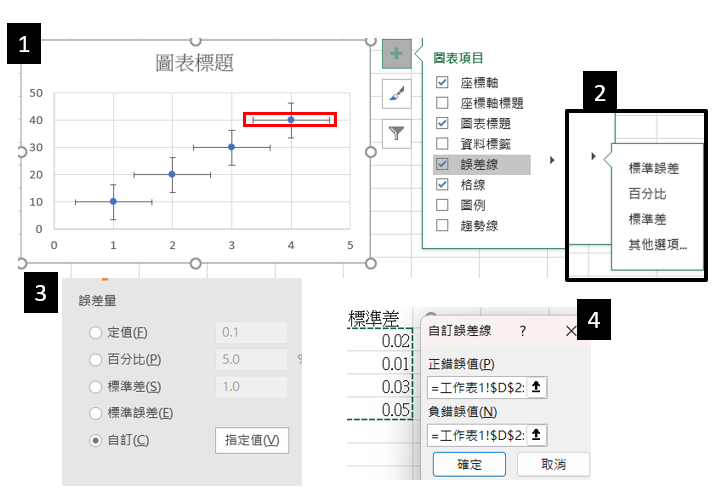 1
圖表標題
50
40
30
20
10
0
0 1 2 3 4 5
圖表項目
座標軸
座標軸標題
圖表標題
資料標籤
誤差線
格線
圖例
趨勢線
2
標準誤差
百分比
標準差
其他選項...
3
誤差量
定值(F) 0.1
百分比(P) 5.0 %
標準差(S) 1.0
標準誤差(E)
自訂(C) 指定值(V)
4
標準差
0.02
0.01
0.03
0.05
自訂誤差線 ? ×
正錯誤值(P)
=工作表1!$D$2:
負錯誤值(N)
=工作表1!$D$2:
確定 取消